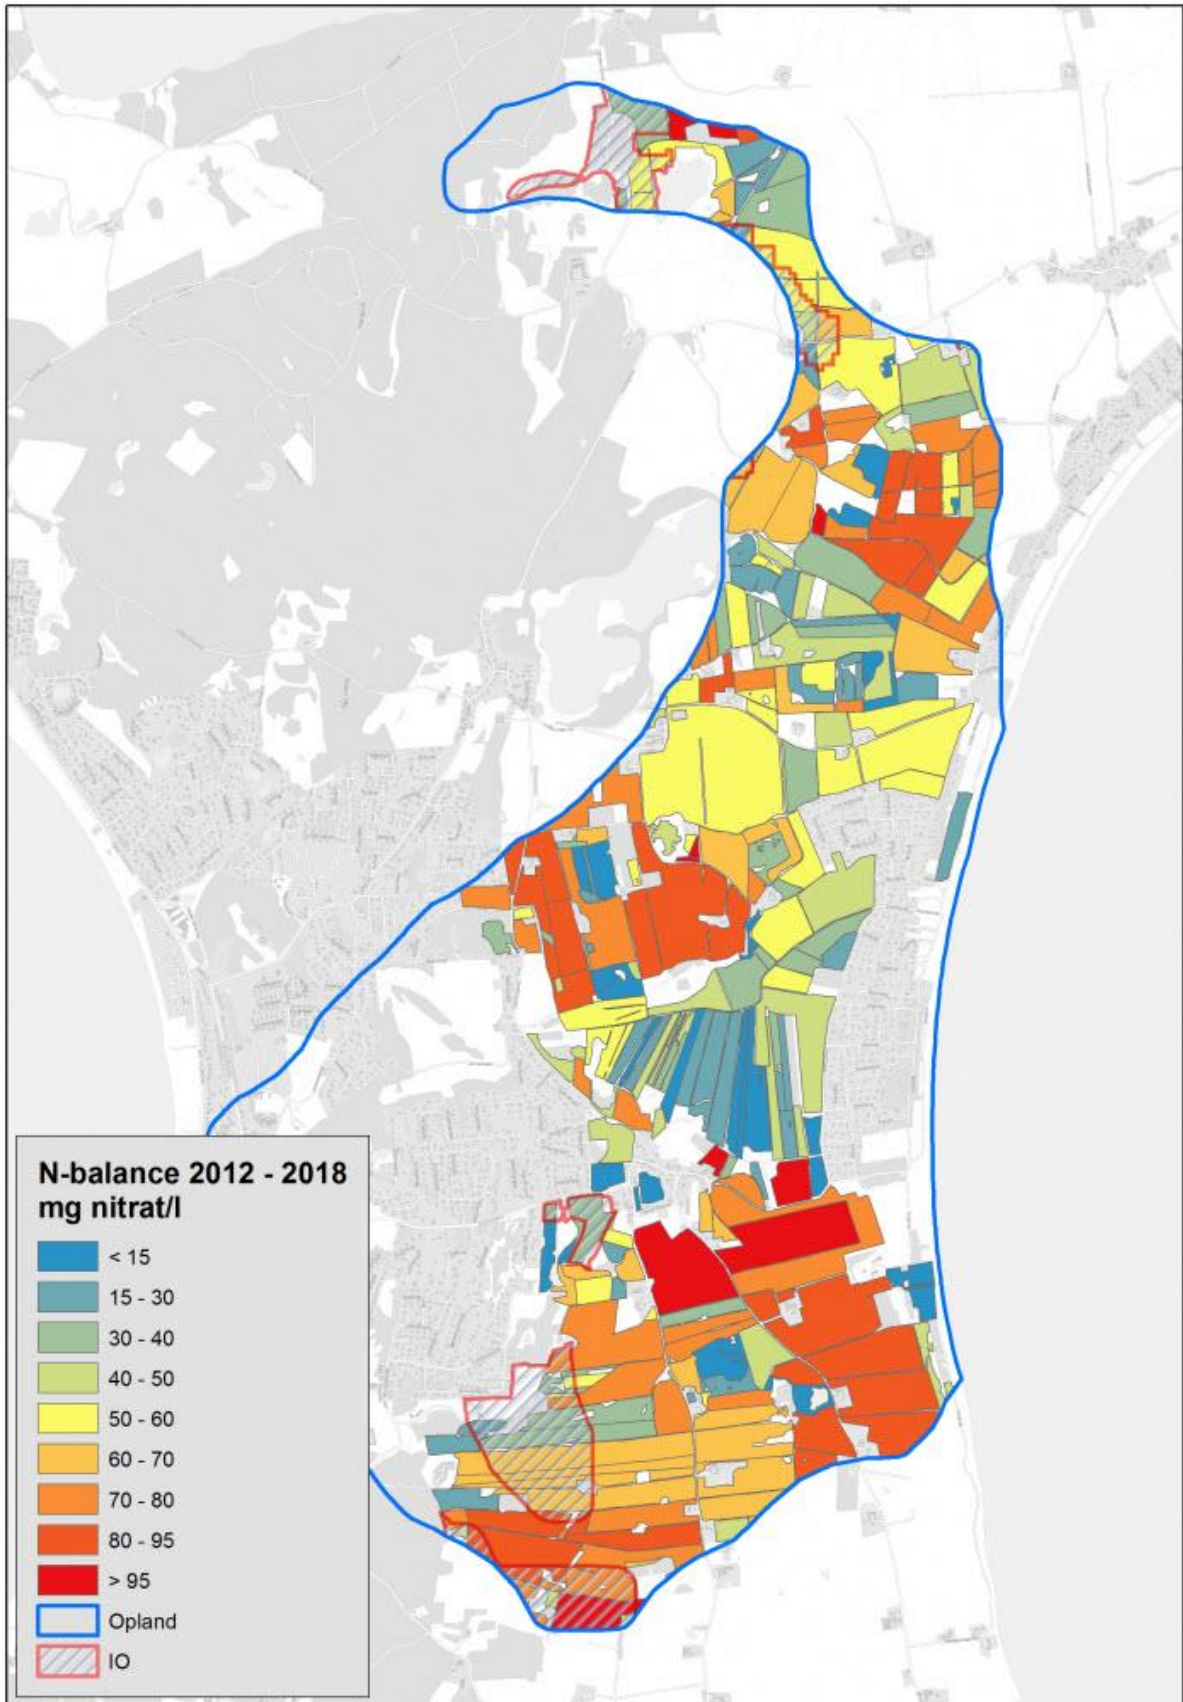 N-balance 2012 - 2018
mg nitrat/l
< 15
15 - 30
30 - 40
40 - 50
50 - 60
60 - 70
70 - 80
80 - 95
> 95
Opland
IO